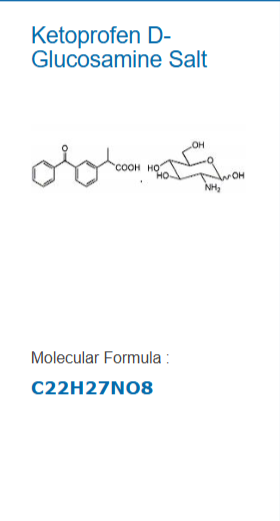 Ketoprofen D-
Glucosamine Salt
O
OH
COOH HO
O
HO
OH
NH2
Molecular Formula :
C22H27NO8